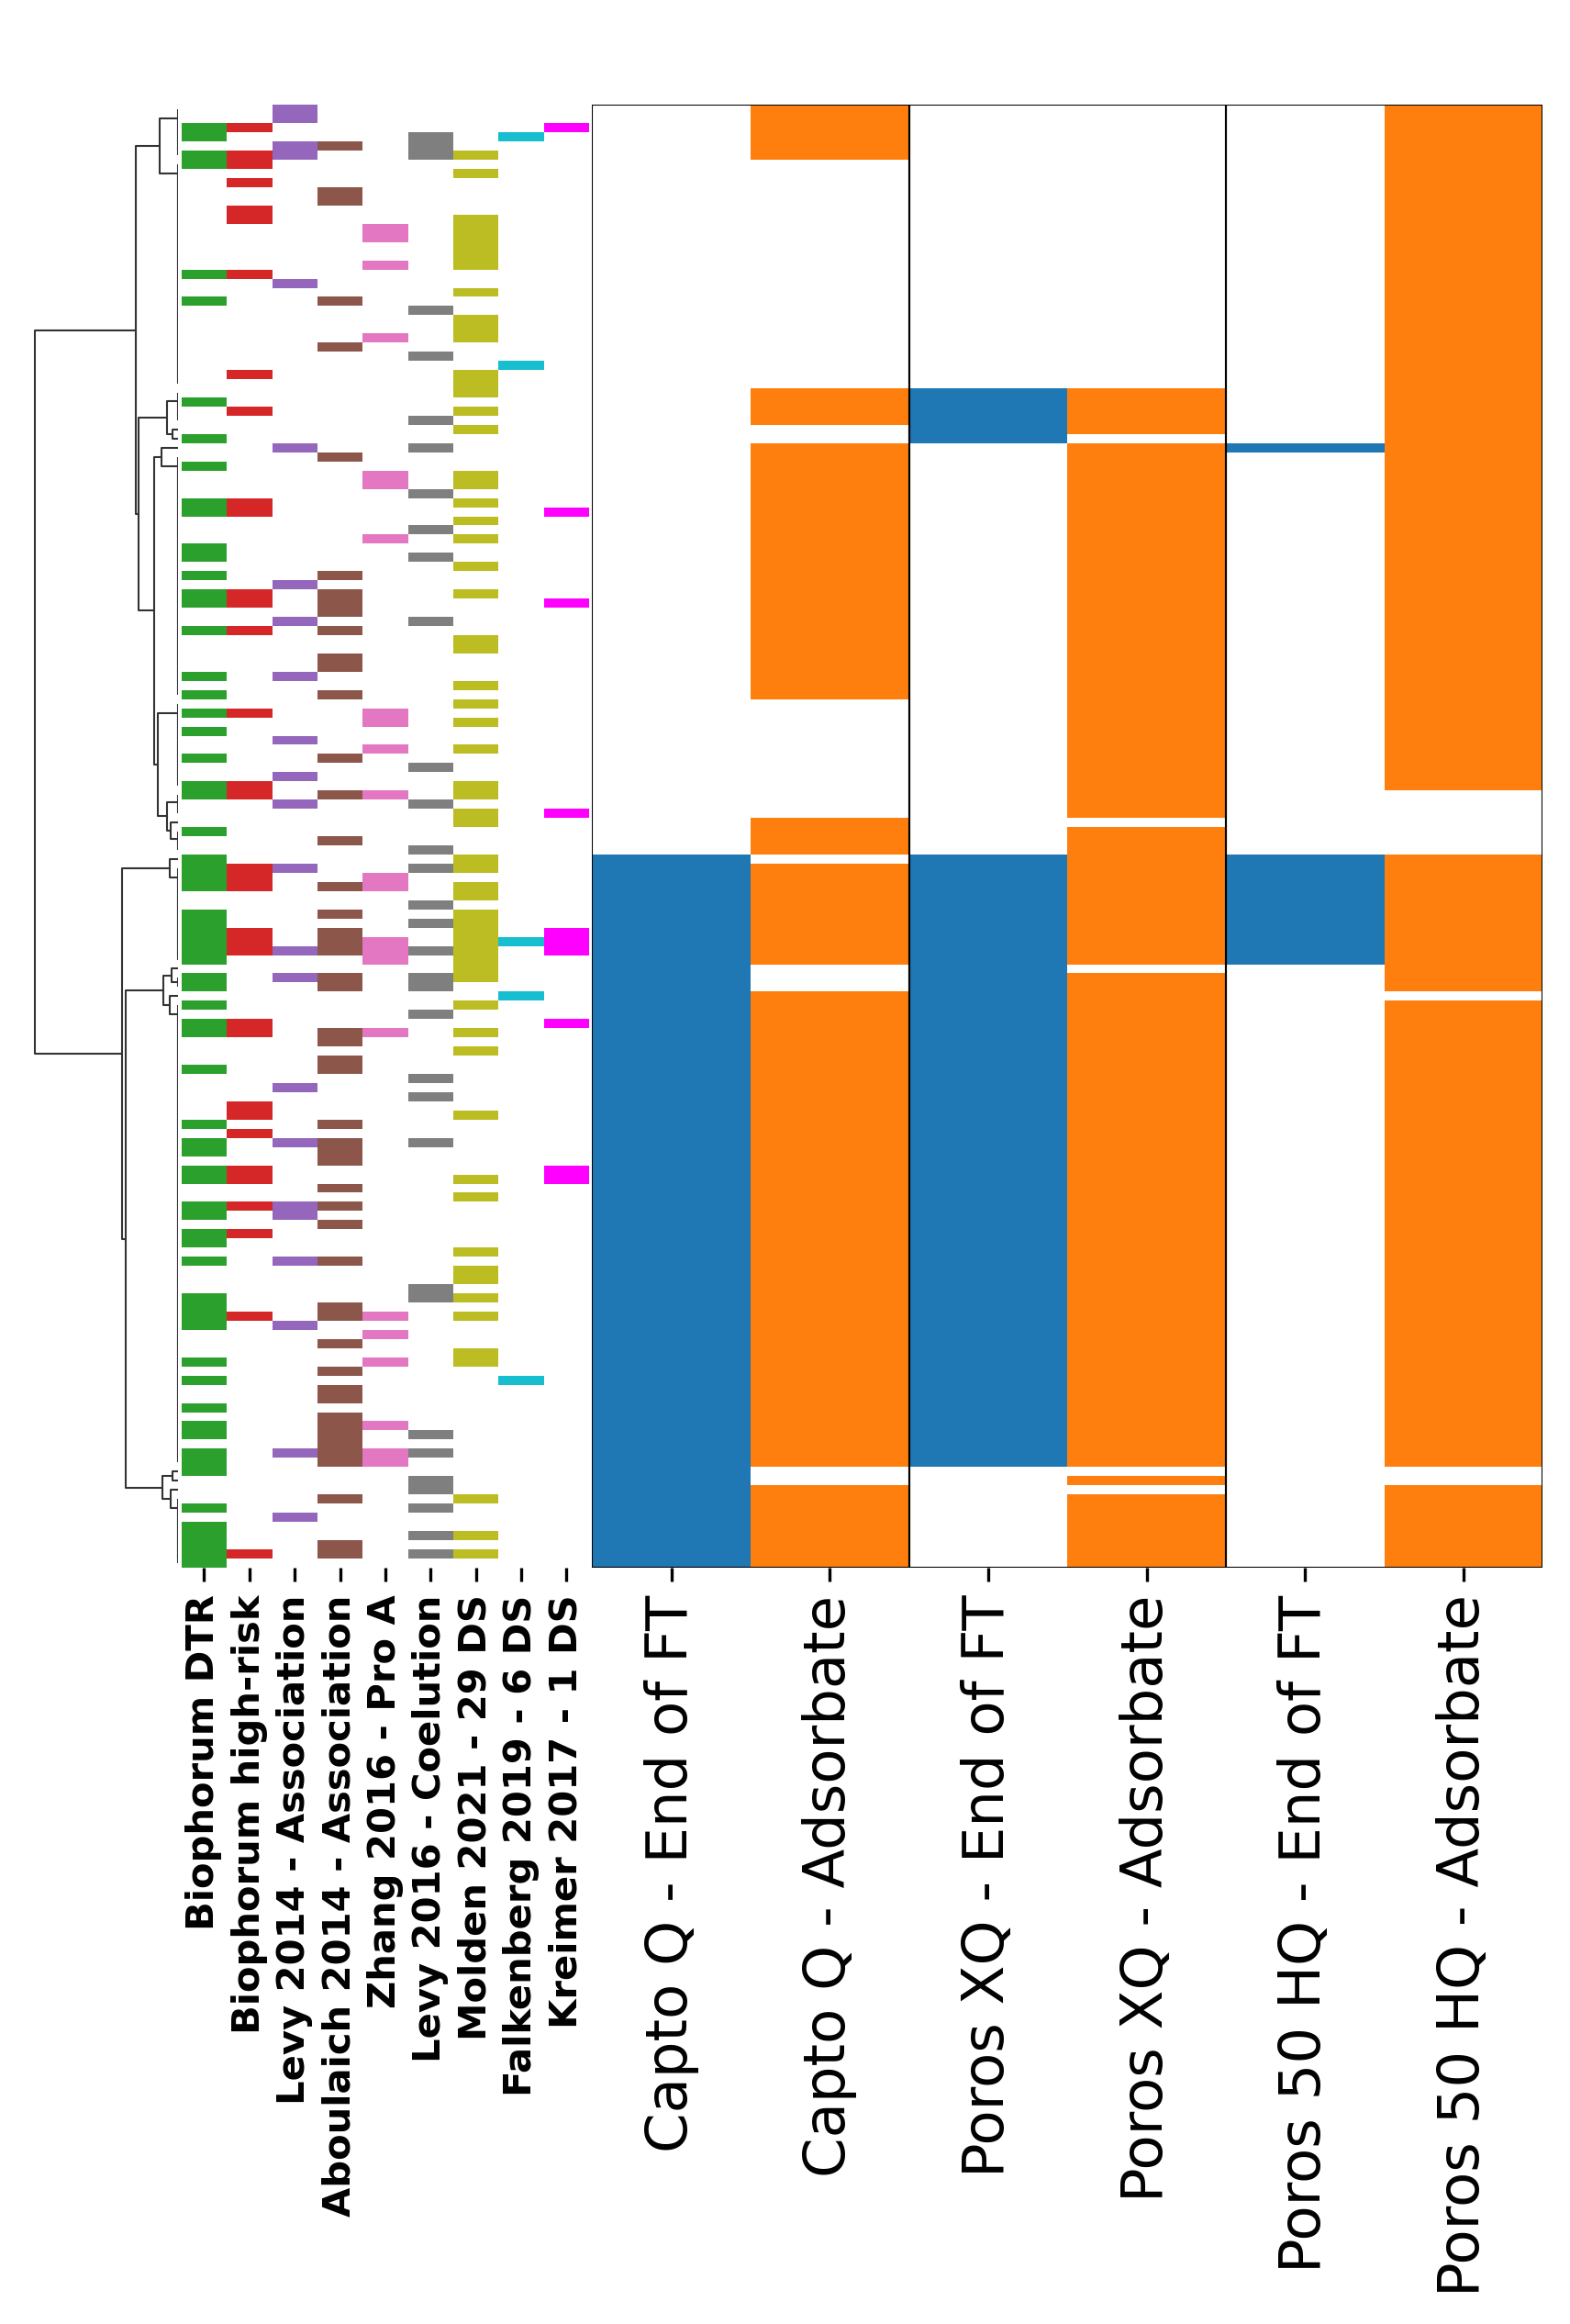 Biophorum DTR
Biophorum high-risk
Levy 2014 - Association
Aboulaich 2014 - Association
Zhang 2016 - Pro A
Levy 2016 - Coelution
Molden 2021 - 29 DS
Falkenberg 2019 - 6 DS
Kreimer 2017 - 1 DS
Capto Q - End of FT
Capto Q - Adsorbate
Poros XQ - End of FT
Poros XQ - Adsorbate
Poros 50 HQ - End of FT
Poros 50 HQ - Adsorbate